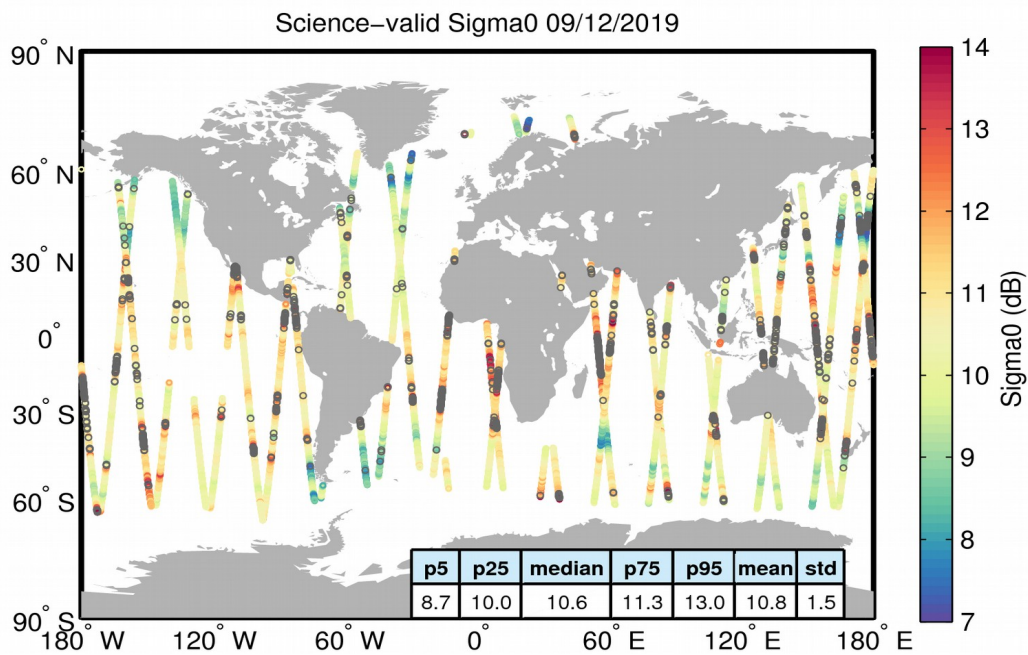 Science−valid Sigma0 09/12/2019
90° N
60° N
30° N
0°
30° S
60° S
90° S
180° W
120° W
60° W
0°
60° E
120° E
180° E
14
13
12
11
10
9
8
7
Sigma0 (dB)
p5 p25 median p75 p95 mean std
8.7 10.0 10.6 11.3 13.0 10.8 1.5